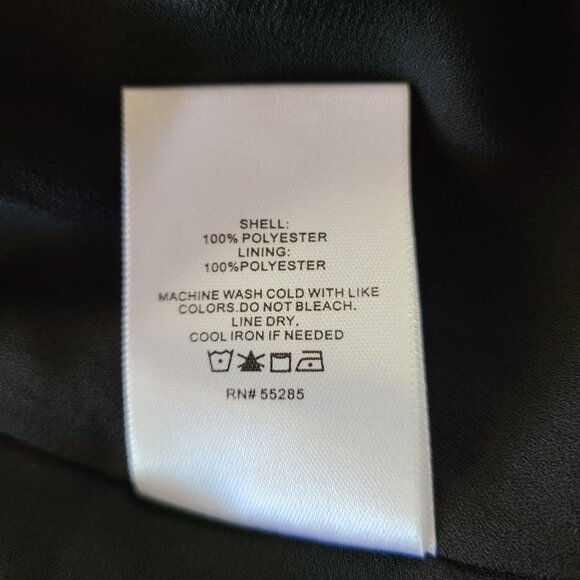 SHELL:
100% POLYESTER
LINING:
100%POLYESTER
MACHINE WASH COLD WITH LIKE
COLORS.DO NOT BLEACH.
LINE DRY,
COOL IRON IF NEEDED
RN# 55285